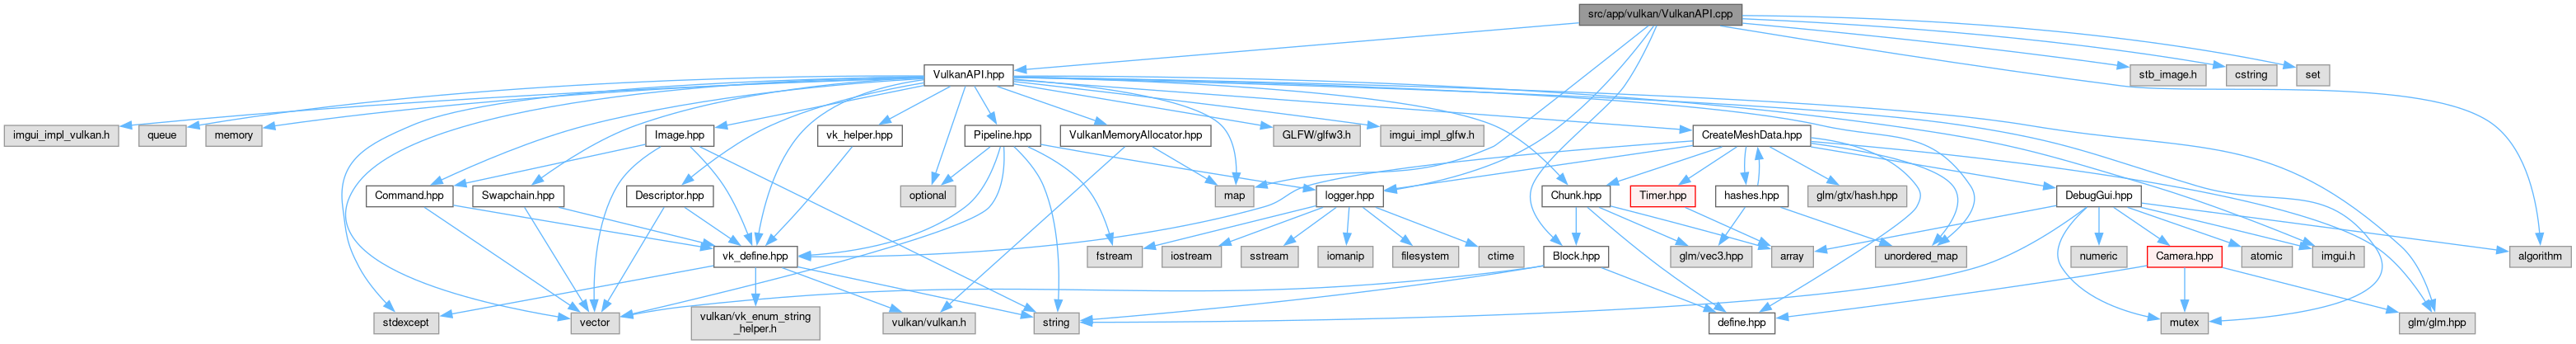 src/app/vulkan/VulkanAPI.cpp
VulkanAPI.hpp
stb_image.h
cstring
set
imgui_impl_vulkan.h
queue
memory
Image.hpp
vk_helper.hpp
Pipeline.hpp
VulkanMemoryAllocator.hpp
GLFW/glfw3.h
imgui_impl_glfw.h
CreateMeshData.hpp
Command.hpp
Swapchain.hpp
Descriptor.hpp
optional
map
logger.hpp
Chunk.hpp
Timer.hpp
hashes.hpp
glm/gtx/hash.hpp
DebugGui.hpp
vk_define.hpp
fstream
iostream
sstream
iomanip
filesystem
ctime
Block.hpp
glm/vec3.hpp
array
unordered_map
numeric
Camera.hpp
atomic
imgui.h
algorithm
stdexcept
vector
vulkan/vk_enum_string
_helper.h
vulkan/vulkan.h
string
define.hpp
mutex
glm/glm.hpp